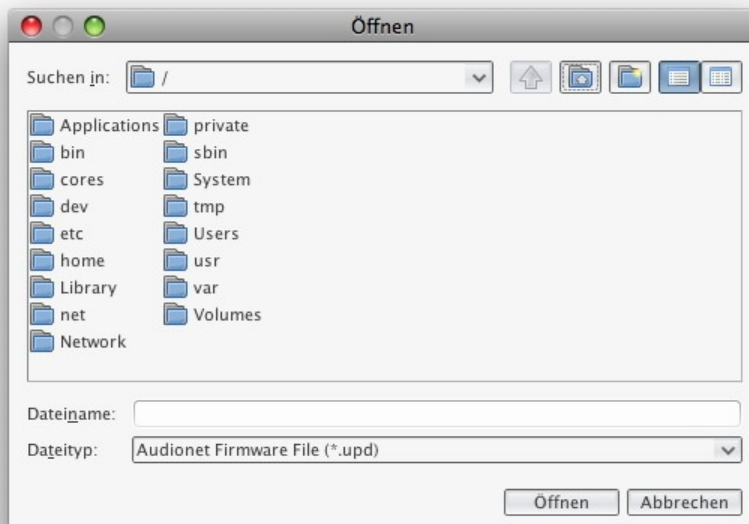 Öffnen
Suchen in: /
Applications private
bin sbin
cores System
dev tmp
etc Users
home usr
Library var
net Volumes
Network
Dateiname:
Dateityp: Audionet Firmware File (*.upd)
Öffnen Abbrechen